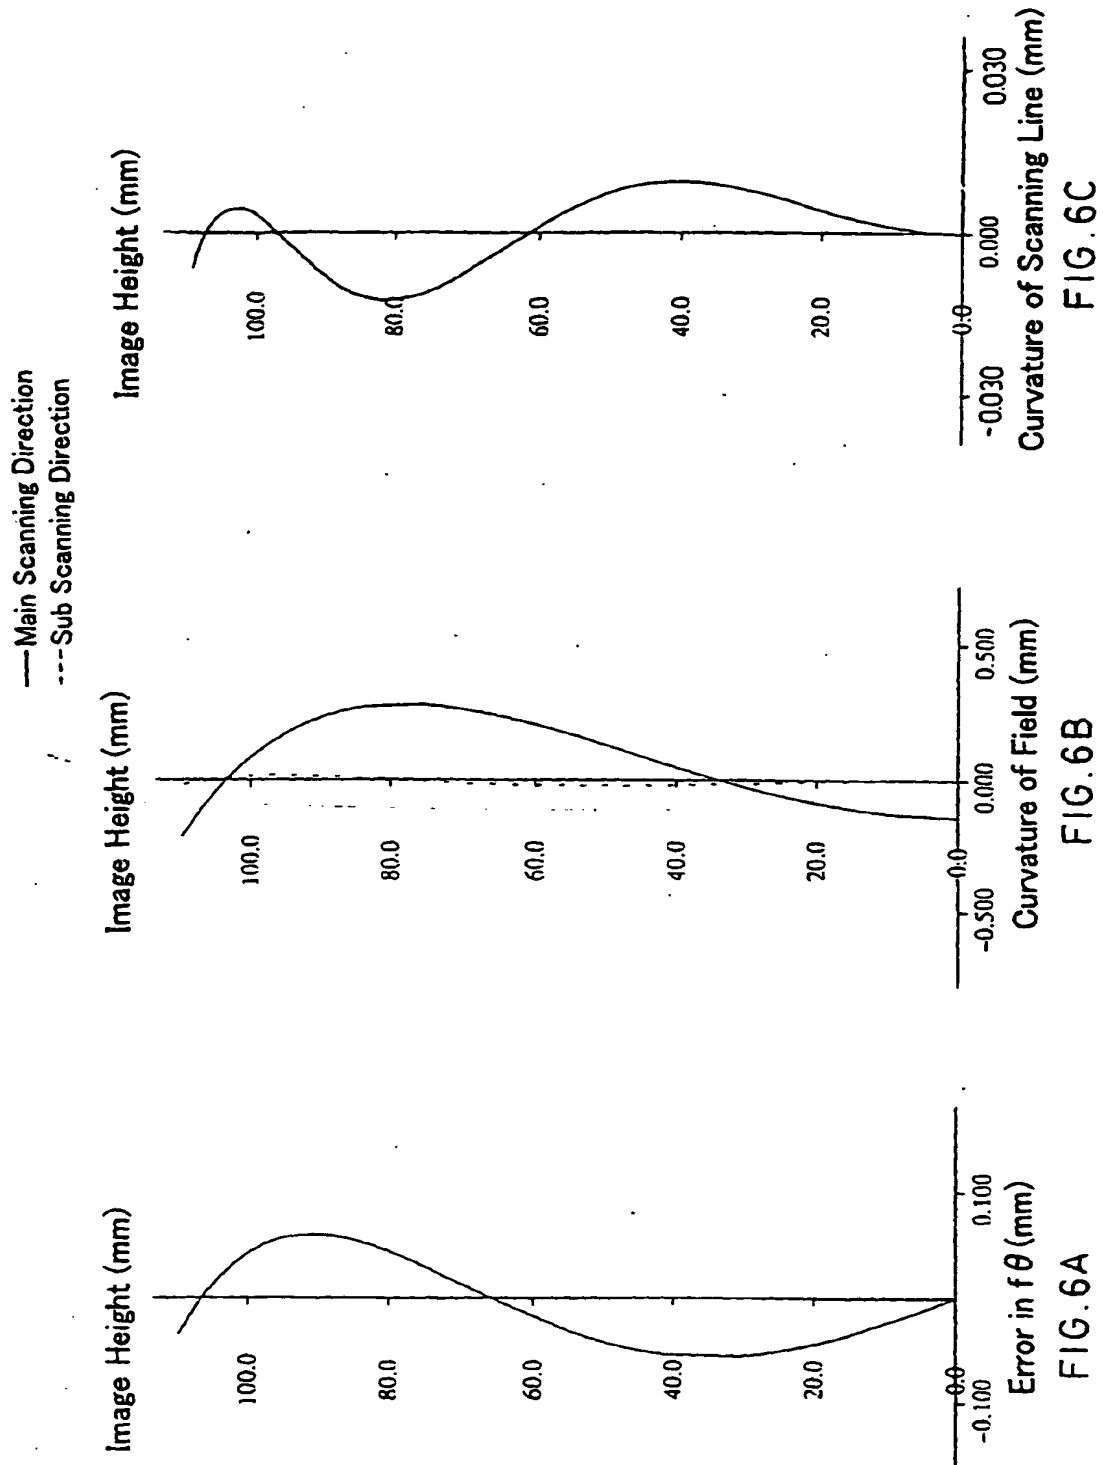 — Main Scanning Direction
--- Sub Scanning Direction
Image Height (mm)
100.0
80.0
60.0
40.0
20.0
0.0
-0.100
0.100
Error in f θ (mm)
FIG.6A
Image Height (mm)
100.0
80.0
60.0
40.0
20.0
0.0
-0.500
0.000
0.500
Curvature of Field (mm)
FIG.6B
Image Height (mm)
100.0
80.0
60.0
40.0
20.0
0.0
-0.030
0.000
0.030
Curvature of Scanning Line (mm)
FIG.6C